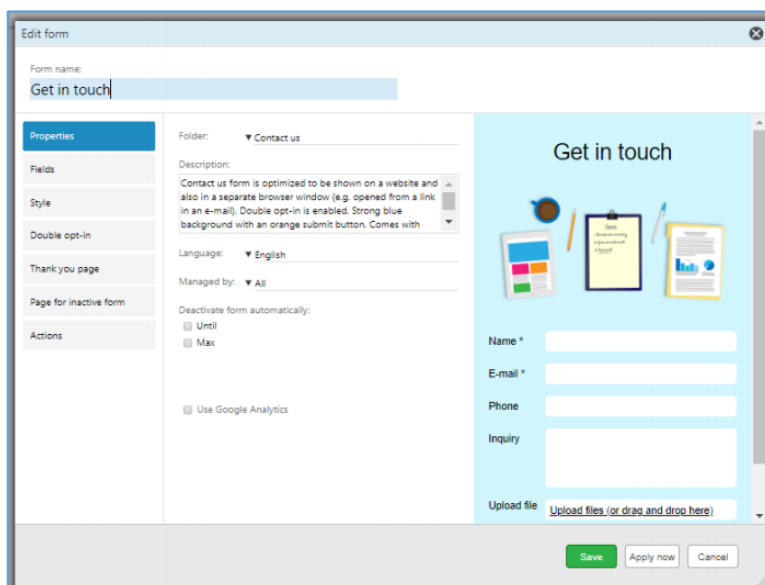 Edit form
Form name:
Get in touch
Properties
Fields
Style
Double opt-in
Thank you page
Page for inactive form
Actions
Folder: ▼ Contact us
Description:
Contact us form is optimized to be shown on a website and
also in a separate browser window (e.g. opened from a link
in an e-mail). Double opt-in is enabled. Strong blue
background with an orange submit button. Comes with
Language: ▼ English
Managed by: ▼ All
Deactivate form automatically:
Until
Max
Use Google Analytics
Get in touch
Name *
E-mail *
Phone
Inquiry
Upload file Upload files (or drag and drop here)
Save Apply now Cancel